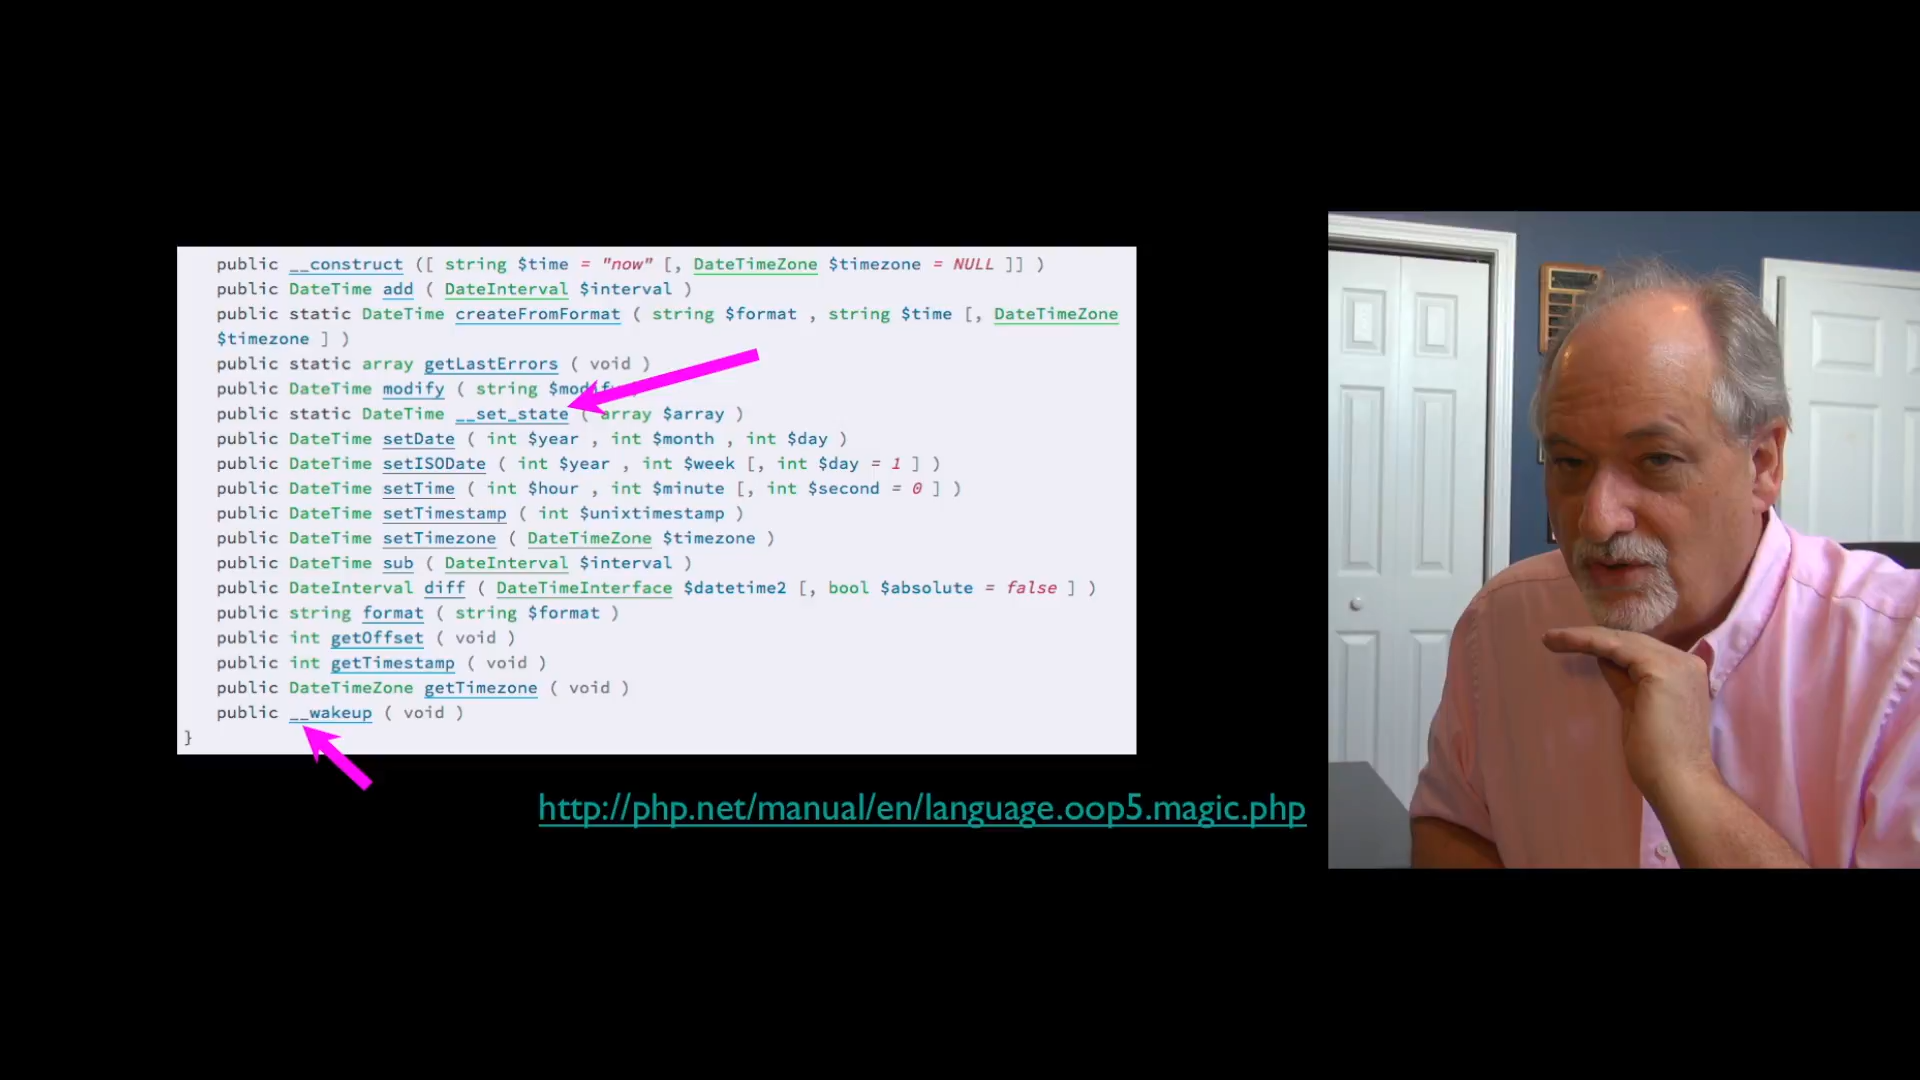 public __construct ([ string $time = "now" [, DateTimeZone $timezone = NULL ]] )
public DateTime add ( DateInterval $interval )
public static DateTime createFromFormat ( string $format , string $time [, DateTimeZone
$timezone ] )
public static array getLastErrors ( void )
public DateTime modify ( string $modify )
public static DateTime __set_state ( array $array )
public DateTime setDate ( int $year , int $month , int $day )
public DateTime setISODate ( int $year , int $week [, int $day = 1 ] )
public DateTime setTime ( int $hour , int $minute [, int $second = 0 ] )
public DateTime setTimestamp ( int $unixtimestamp )
public DateTime setTimezone ( DateTimeZone $timezone )
public DateTime sub ( DateInterval $interval )
public DateInterval diff ( DateTimeInterface $datetime2 [, bool $absolute = false ] )
public string format ( string $format )
public int getOffset ( void )
public int getTimestamp ( void )
public DateTimeZone getTimezone ( void )
public __wakeup ( void )
}
http://php.net/manual/en/language.oop5.magic.php